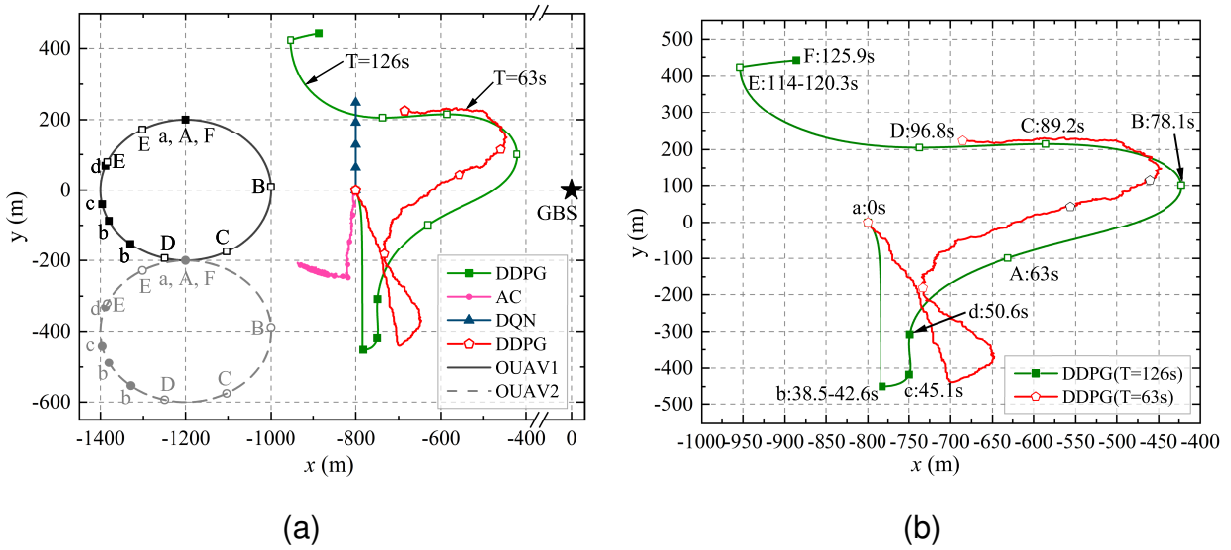 y (m)
400
200
0
-200
-400
-600
-1400
-1200
-1000
-800
-600
-400
0
x (m)
T=126s
T=63s
E
a, A, F
d
E
B
c
b
b
D
C
E
a, A, F
d
E
B
c
b
b
D
C
GBS
DDPG
AC
DQN
DDPG
OUAV1
OUAV2
(a)
y (m)
500
400
300
200
100
0
-100
-200
-300
-400
-500
-1000
-950
-900
-850
-800
-750
-700
-650
-600
-550
-500
-450
-400
x (m)
F:125.9s
E:114-120.3s
D:96.8s
C:89.2s
B:78.1s
a:0s
A:63s
d:50.6s
b:38.5-42.6s
c:45.1s
DDPG(T=126s)
DDPG(T=63s)
(b)